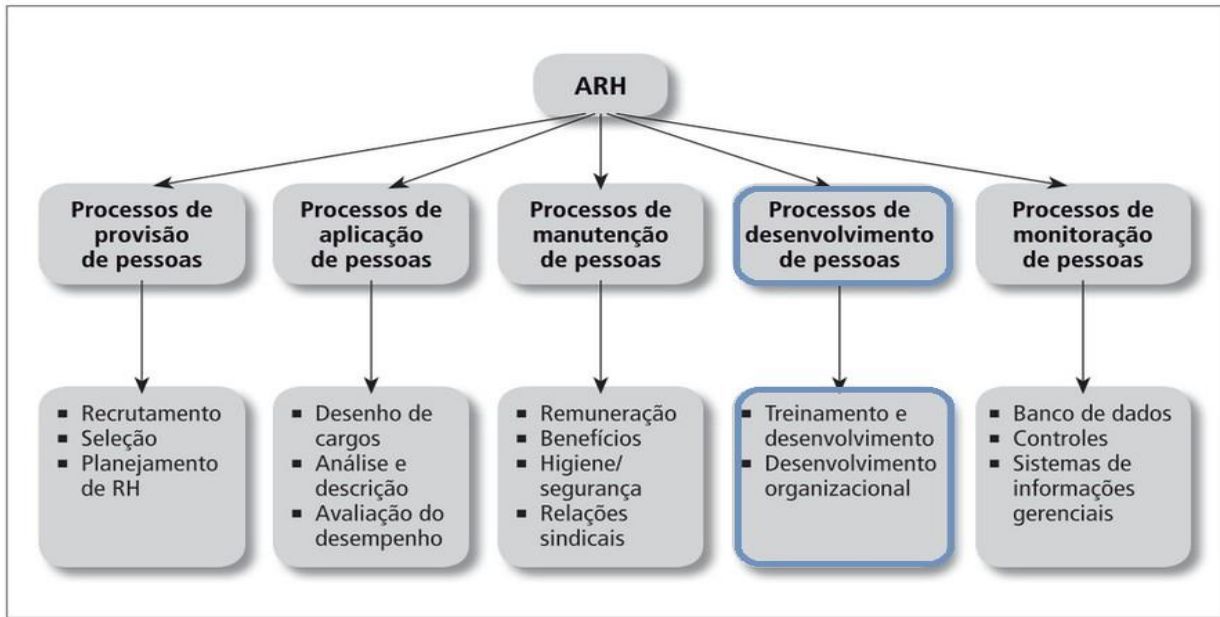 ARH
Processos de
provisão
de pessoas
Processos de
aplicação
de pessoas
Processos de
manutenção
de pessoas
Processos de
desenvolvimento
de pessoas
Processos de
monitoração
de pessoas
▪ Recrutamento
▪ Seleção
▪ Planejamento
de RH
▪ Desenho de
cargos
▪ Análise e
descrição
▪ Avaliação do
desempenho
▪ Remuneração
▪ Benefícios
▪ Higiene/
segurança
▪ Relações
sindicais
▪ Treinamento e
desenvolvimento
▪ Desenvolvimento
organizacional
▪ Banco de dados
▪ Controles
▪ Sistemas de
informações
gerenciais